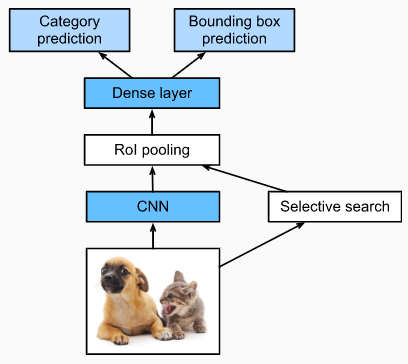 Category
prediction
Bounding box
prediction
Dense layer
RoI pooling
CNN
Selective search